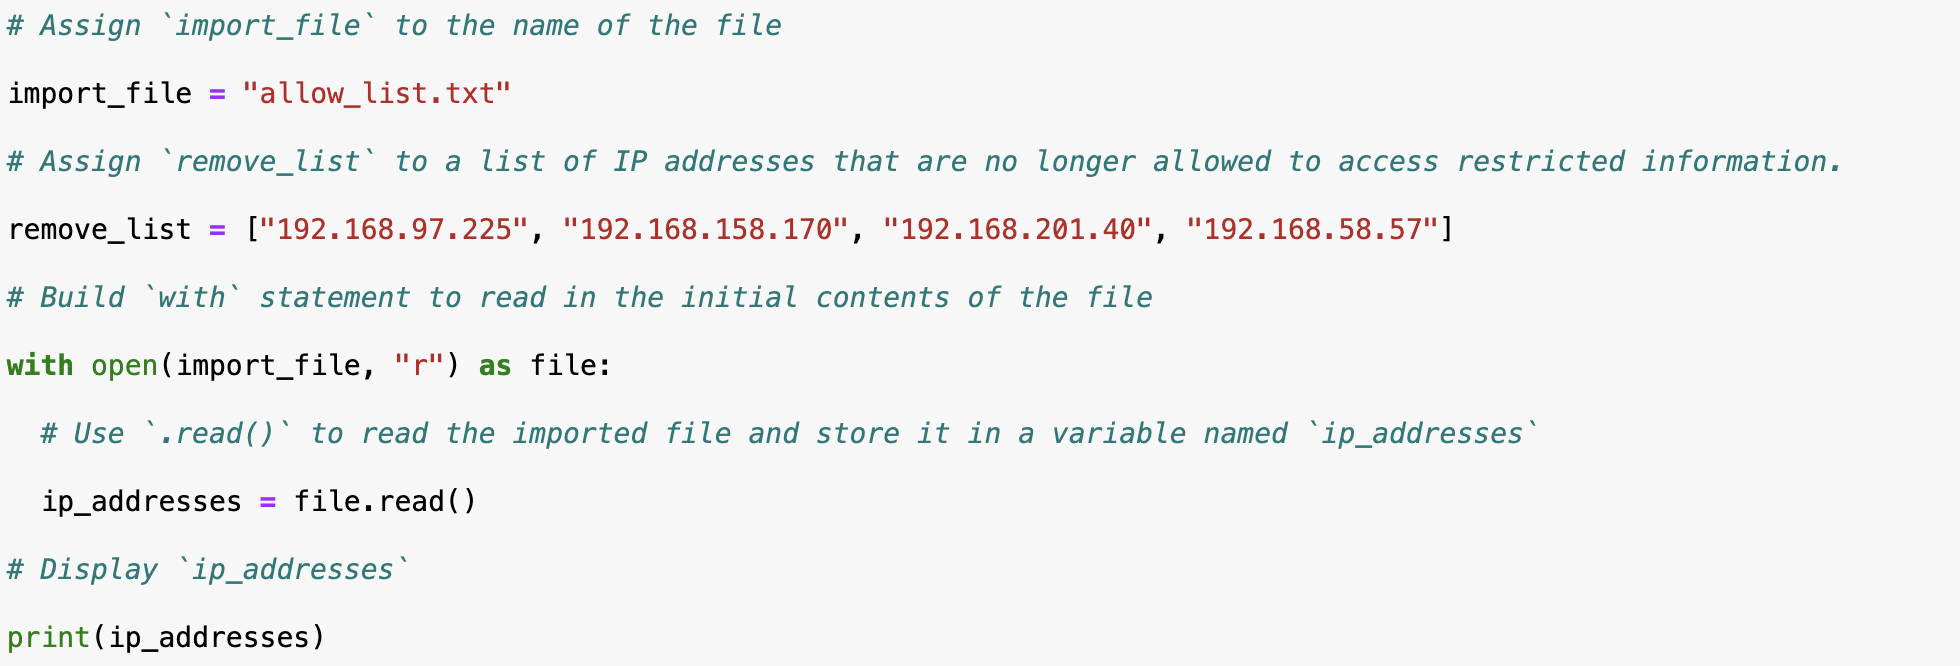 # Assign `import_file` to the name of the file
import_file = "allow_list.txt"
# Assign `remove_list` to a list of IP addresses that are no longer allowed to access restricted information.
remove_list = ["192.168.97.225", "192.168.158.170", "192.168.201.40", "192.168.58.57"]
# Build `with` statement to read in the initial contents of the file
with open(import_file, "r") as file:
  # Use `.read()` to read the imported file and store it in a variable named `ip_addresses`
  ip_addresses = file.read()
# Display `ip_addresses`
print(ip_addresses)